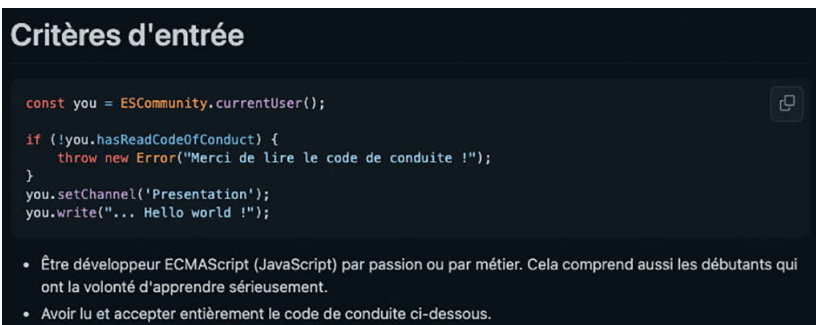 Critères d'entrée
const you = ESCommunity.currentUser();
if (!you.hasReadCodeOfConduct) {
throw new Error("Merci de lire le code de conduite !");
}
you.setChannel('Presentation');
you.write("... Hello world !");
• Être développeur ECMAScript (JavaScript) par passion ou par métier. Cela comprend aussi les débutants qui
ont la volonté d'apprendre sérieusement.
• Avoir lu et accepter entièrement le code de conduite ci-dessous.